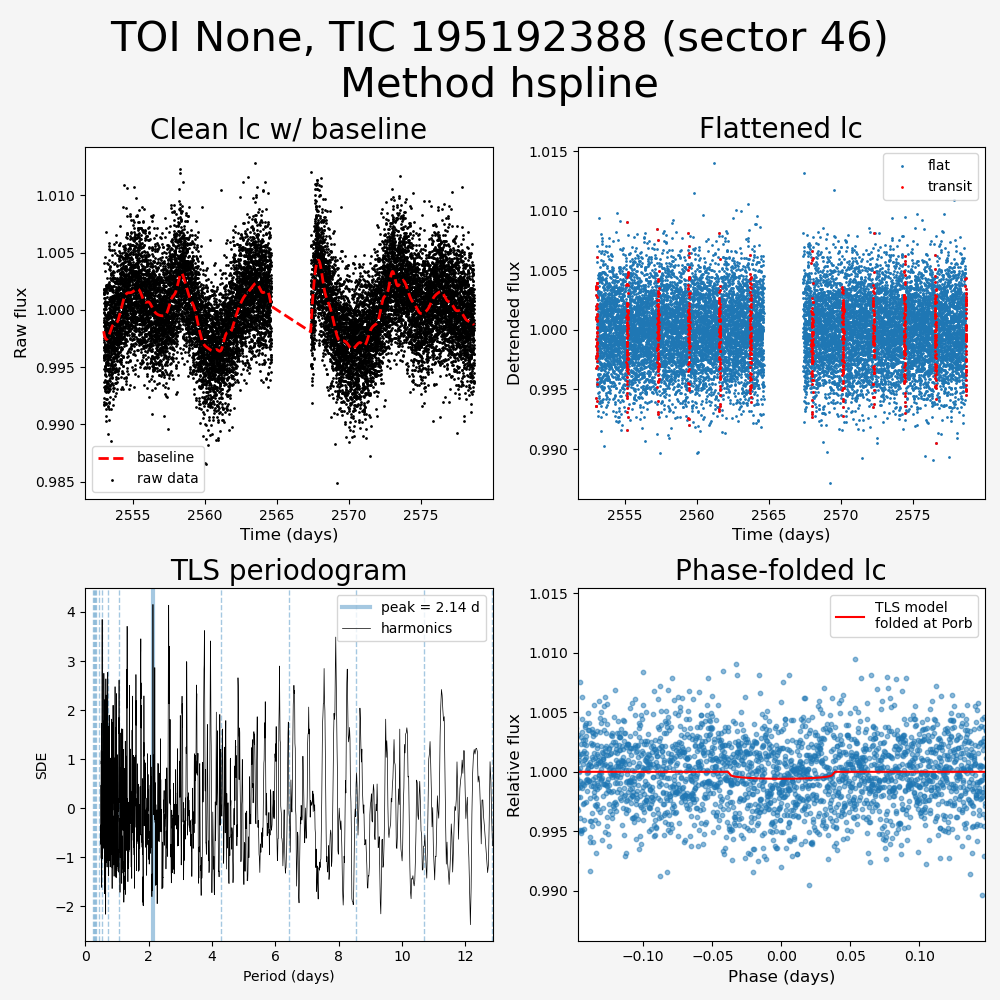 TOI None, TIC 195192388 (sector 46)
Method hspline
Clean lc w/ baseline
Raw flux
1.010
1.005
1.000
0.995
0.990
0.985
baseline
raw data
2555
2560
2565
2570
2575
Time (days)
Flattened lc
Detrended flux
1.015
1.010
1.005
1.000
0.995
0.990
flat
transit
2555
2560
2565
2570
2575
Time (days)
TLS periodogram
SDE
4
3
2
1
0
−1
−2
peak = 2.14 d
harmonics
0
2
4
6
8
10
12
Period (days)
Phase-folded lc
Relative flux
1.015
1.010
1.005
1.000
0.995
0.990
TLS model
folded at Porb
−0.10
−0.05
0.00
0.05
0.10
Phase (days)